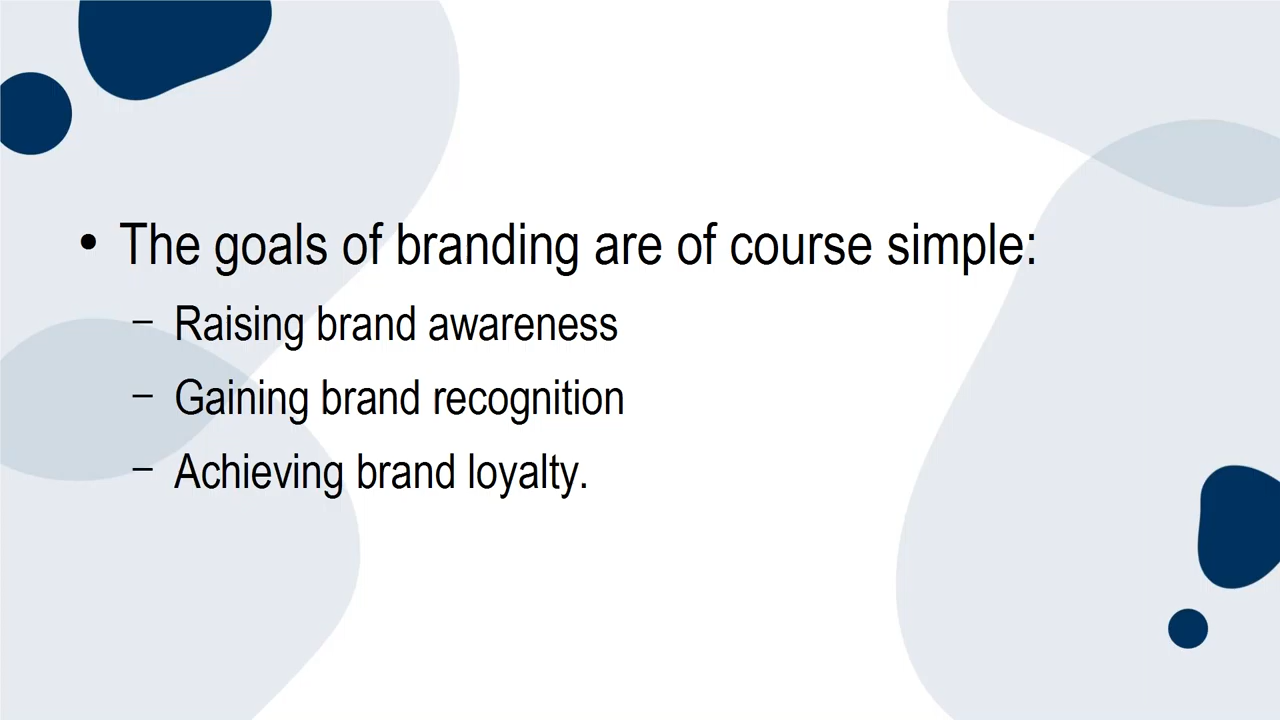 • The goals of branding are of course simple:
– Raising brand awareness
– Gaining brand recognition
– Achieving brand loyalty.